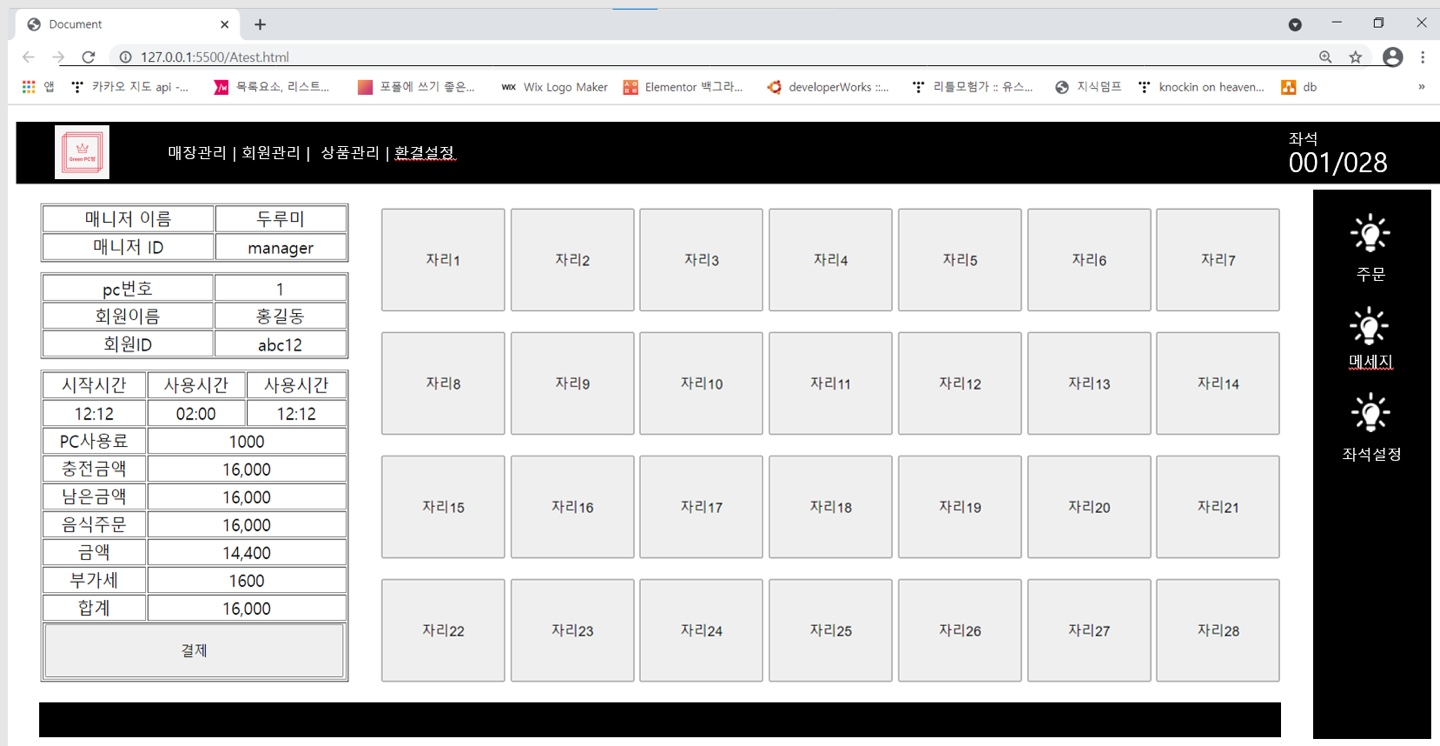 Document
127.0.0.1:5500/Atest.html
앱 카카오 지도 api -... 목록요소, 리스트... 포폴에 쓰기 좋은... WIX Wix Logo Maker Elementor 백그라... developerWorks ::... 리틀모험가 :: 유스... 지식덤프 knockin on heaven... db »
Green PC방
매장관리 | 회원관리 | 상품관리 | 환결설정
좌석
001/028
매니저 이름 두루미
매니저 ID manager
pc번호 1
회원이름 홍길동
회원ID abc12
시작시간 사용시간 사용시간
12:12 02:00 12:12
PC사용료 1000
충전금액 16,000
남은금액 16,000
음식주문 16,000
금액 14,400
부가세 1600
합계 16,000
결제
자리1 자리2 자리3 자리4 자리5 자리6 자리7
자리8 자리9 자리10 자리11 자리12 자리13 자리14
자리15 자리16 자리17 자리18 자리19 자리20 자리21
자리22 자리23 자리24 자리25 자리26 자리27 자리28
주문
메세지
좌석설정